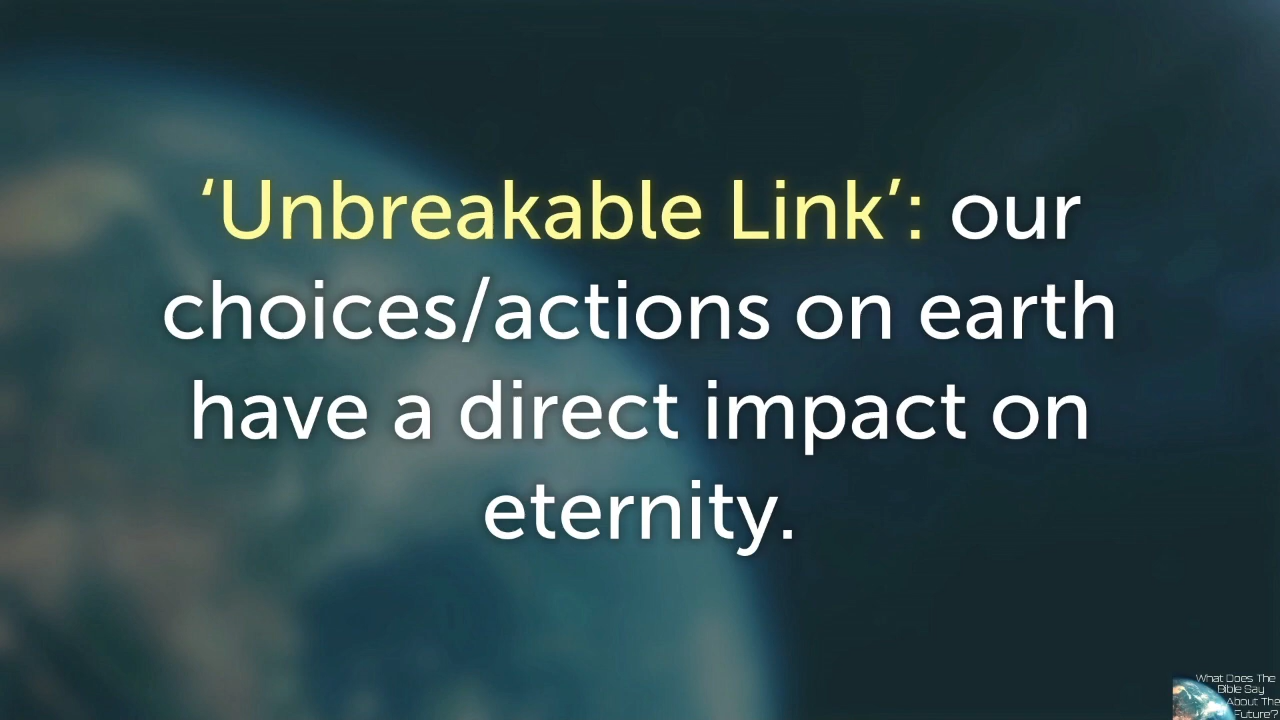 ‘Unbreakable Link’: our
choices/actions on earth
have a direct impact on
eternity.
What Does The
Bible Say
About The
Future?